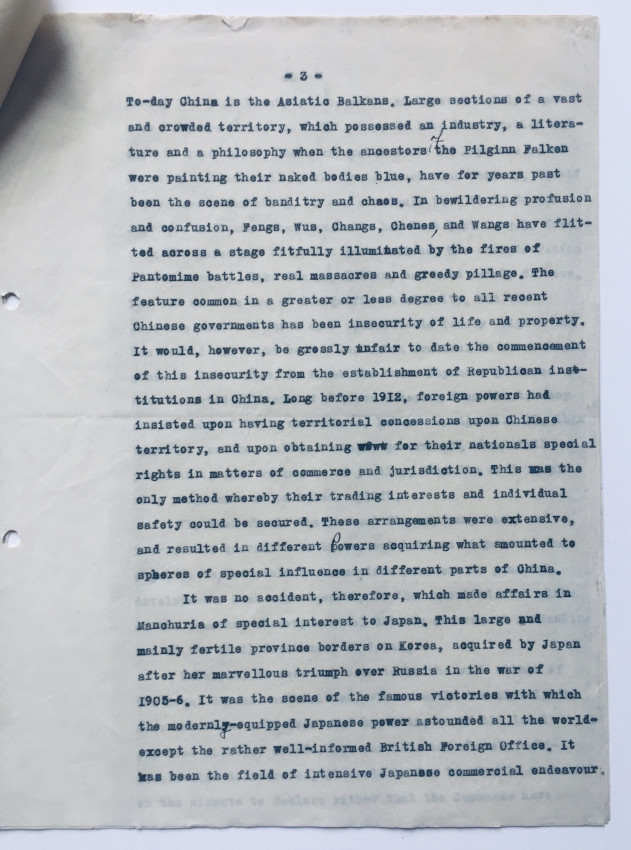 - 3 -
To-day China is the Asiatic Balkans. Large sections of a vast
and crowded territory, which possessed an industry, a litera-
ture and a philosophy when the ancestors of the Pilginn Falken
were painting their naked bodies blue, have for years past
been the scene of banditry and chaos. In bewildering profusion
and confusion, Fengs, Wus, Changs, Chenes, and Wangs have flit-
ted across a stage fitfully illuminated by the fires of
Pantomime battles, real massacres and greedy pillage. The
feature common in a greater or less degree to all recent
Chinese governments has been insecurity of life and property.
It would, however, be grossly unfair to date the commencement
of this insecurity from the establishment of Republican inst-
titutions in China. Long before 1912, foreign powers had
insisted upon having territorial concessions upon Chinese
territory, and upon obtaining for their nationals special
rights in matters of commerce and jurisdiction. This was the
only method whereby their trading interests and individual
safety could be secured. These arrangements were extensive,
and resulted in different Powers acquiring what amounted to
spheres of special influence in different parts of China.
It was no accident, therefore, which made affairs in
Manchuria of special interest to Japan. This large and
mainly fertile province borders on Korea, acquired by Japan
after her marvellous triumph over Russia in the war of
1905-6. It was the scene of the famous victories with which
the modernly-equipped Japanese power astounded all the world-
except the rather well-informed British Foreign Office. It
has been the field of intensive Japanese commercial endeavour.